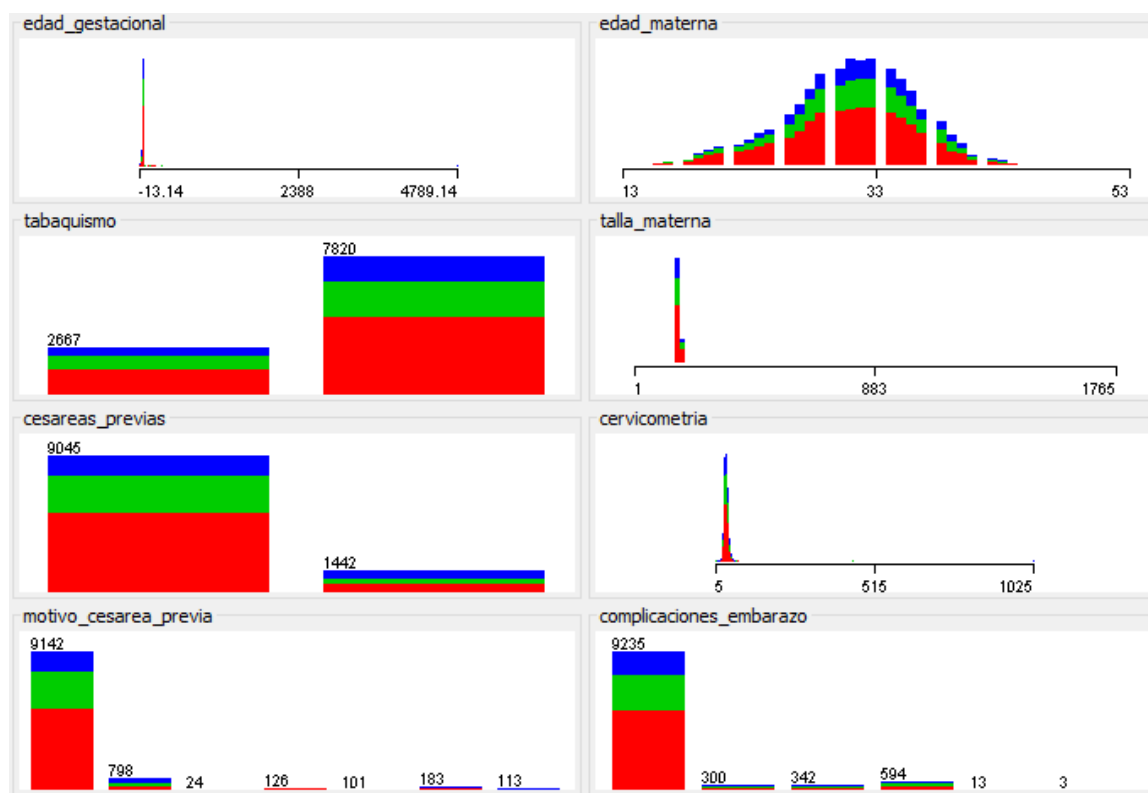 edad_gestacional
-13.14 2388 4789.14
edad_materna
13 33 53
tabaquismo
2667
7820
talla_materna
1 883 1765
cesareas_previas
9045
1442
cervicometria
5 515 1025
motivo_cesarea_previa
9142
798
24
126
101
183
113
complicaciones_embarazo
9235
300
342
594
13
3